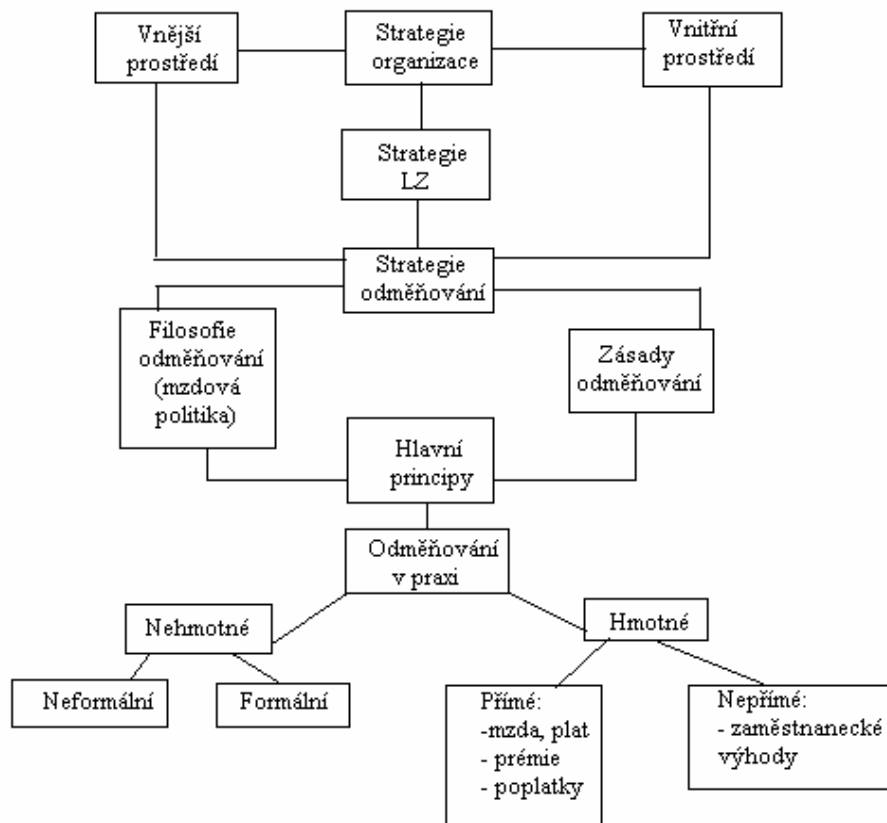 Vnější
prostředí
Strategie
organizace
Vnitřní
prostředí
Strategie
LZ
Strategie
odměňování
Filosofie
odměňování
(mzdová
politika)
Zásady
odměňování
Hlavní
principy
Odměňování
v praxi
Nehmotné
Hmotné
Neformální
Formální
Přímé:
-mzda, plat
- prémie
- poplatky
Nepřímé:
- zaměstnanecké
výhody